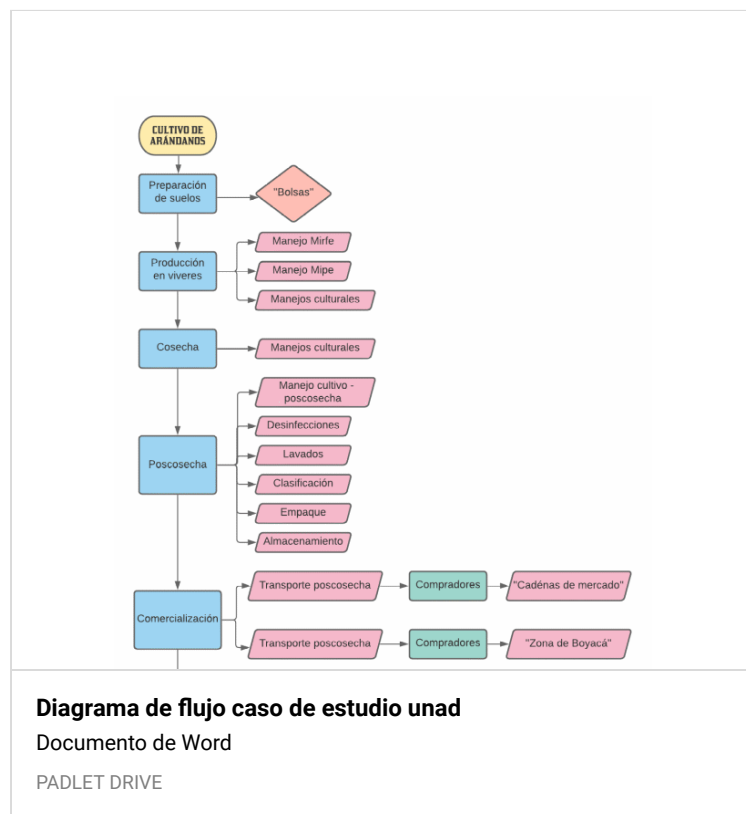 CULTIVO DE
ARÁNDANOS
Preparación
de suelos
"Bolsas"
Producción
en viveres
Manejo Mirfe
Manejo Mipe
Manejos culturales
Cosecha
Manejos culturales
Poscosecha
Manejo cultivo -
poscosecha
Desinfecciones
Lavados
Clasificación
Empaque
Almacenamiento
Comercialización
Transporte poscosecha
Compradores
"Cadénas de mercado"
Transporte poscosecha
Compradores
"Zona de Boyacá"
Diagrama de flujo caso de estudio unad
Documento de Word
PADLET DRIVE